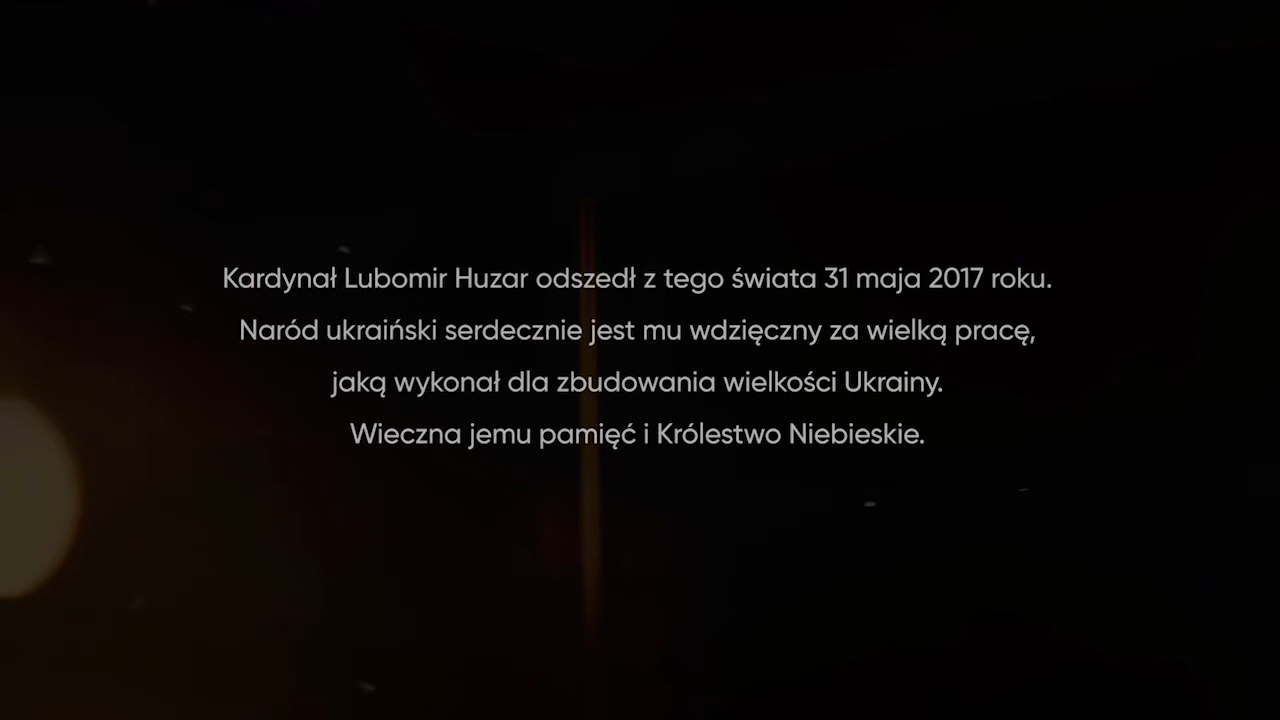 Kardynał Lubomir Huzar odszedł z tego świata 31 maja 2017 roku.
Naród ukraiński serdecznie jest mu wdzięczny za wielką pracę,
jaką wykonał dla zbudowania wielkości Ukrainy.
Wieczna jemu pamięć i Królestwo Niebieskie.